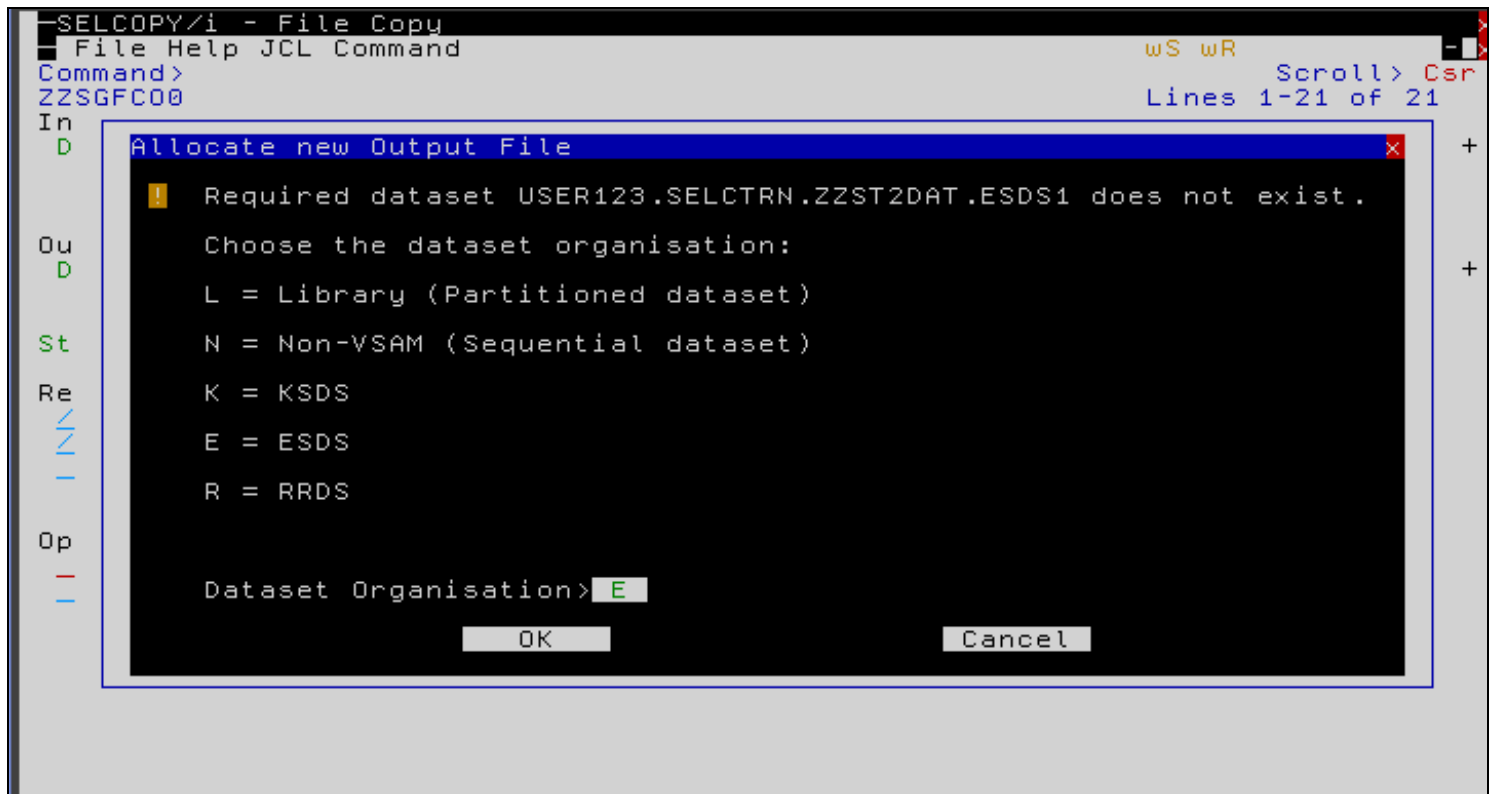 SELCOPY/i - File Copy
File Help JCL Command wS wR
Command> Scroll> Csr
ZZSGFCO0 Lines 1-21 of 21
In
D Allocate new Output File x +
! Required dataset USER123.SELCTRN.ZZST2DAT.ESDS1 does not exist.
Ou Choose the dataset organisation:
D +
L = Library (Partitioned dataset)
St N = Non-VSAM (Sequential dataset)
Re K = KSDS
/
/ E = ESDS
R = RRDS
Op
Dataset Organisation> E
OK Cancel